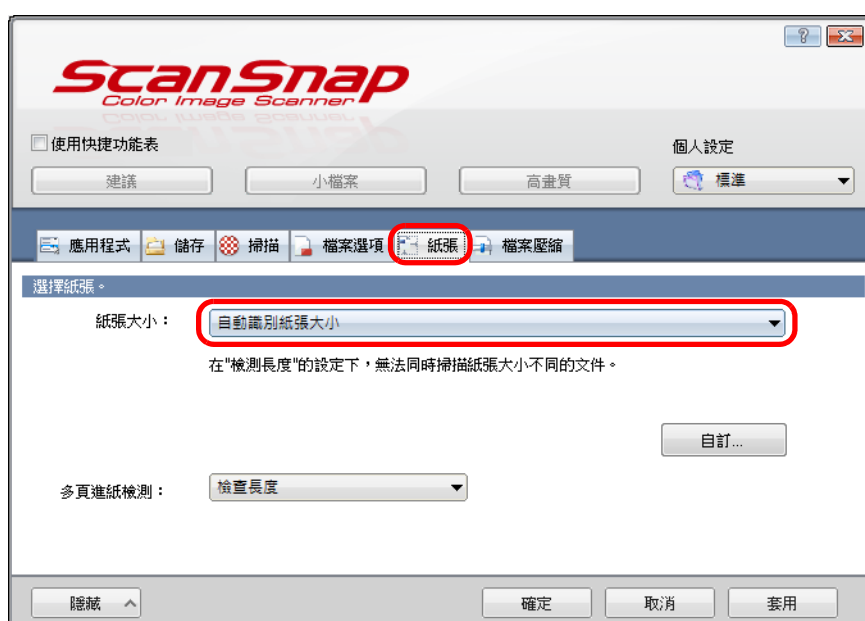 ScanSnap
Color Image Scanner
使用快捷功能表
個人設定
建議 小檔案 高畫質 標準
應用程式 儲存 掃描 檔案選項 紙張 檔案壓縮
選擇紙張。
紙張大小： 自動識別紙張大小
在"檢測長度"的設定下，無法同時掃描紙張大小不同的文件。
自訂...
多頁進紙檢測： 檢查長度
隱藏 確定 取消 套用